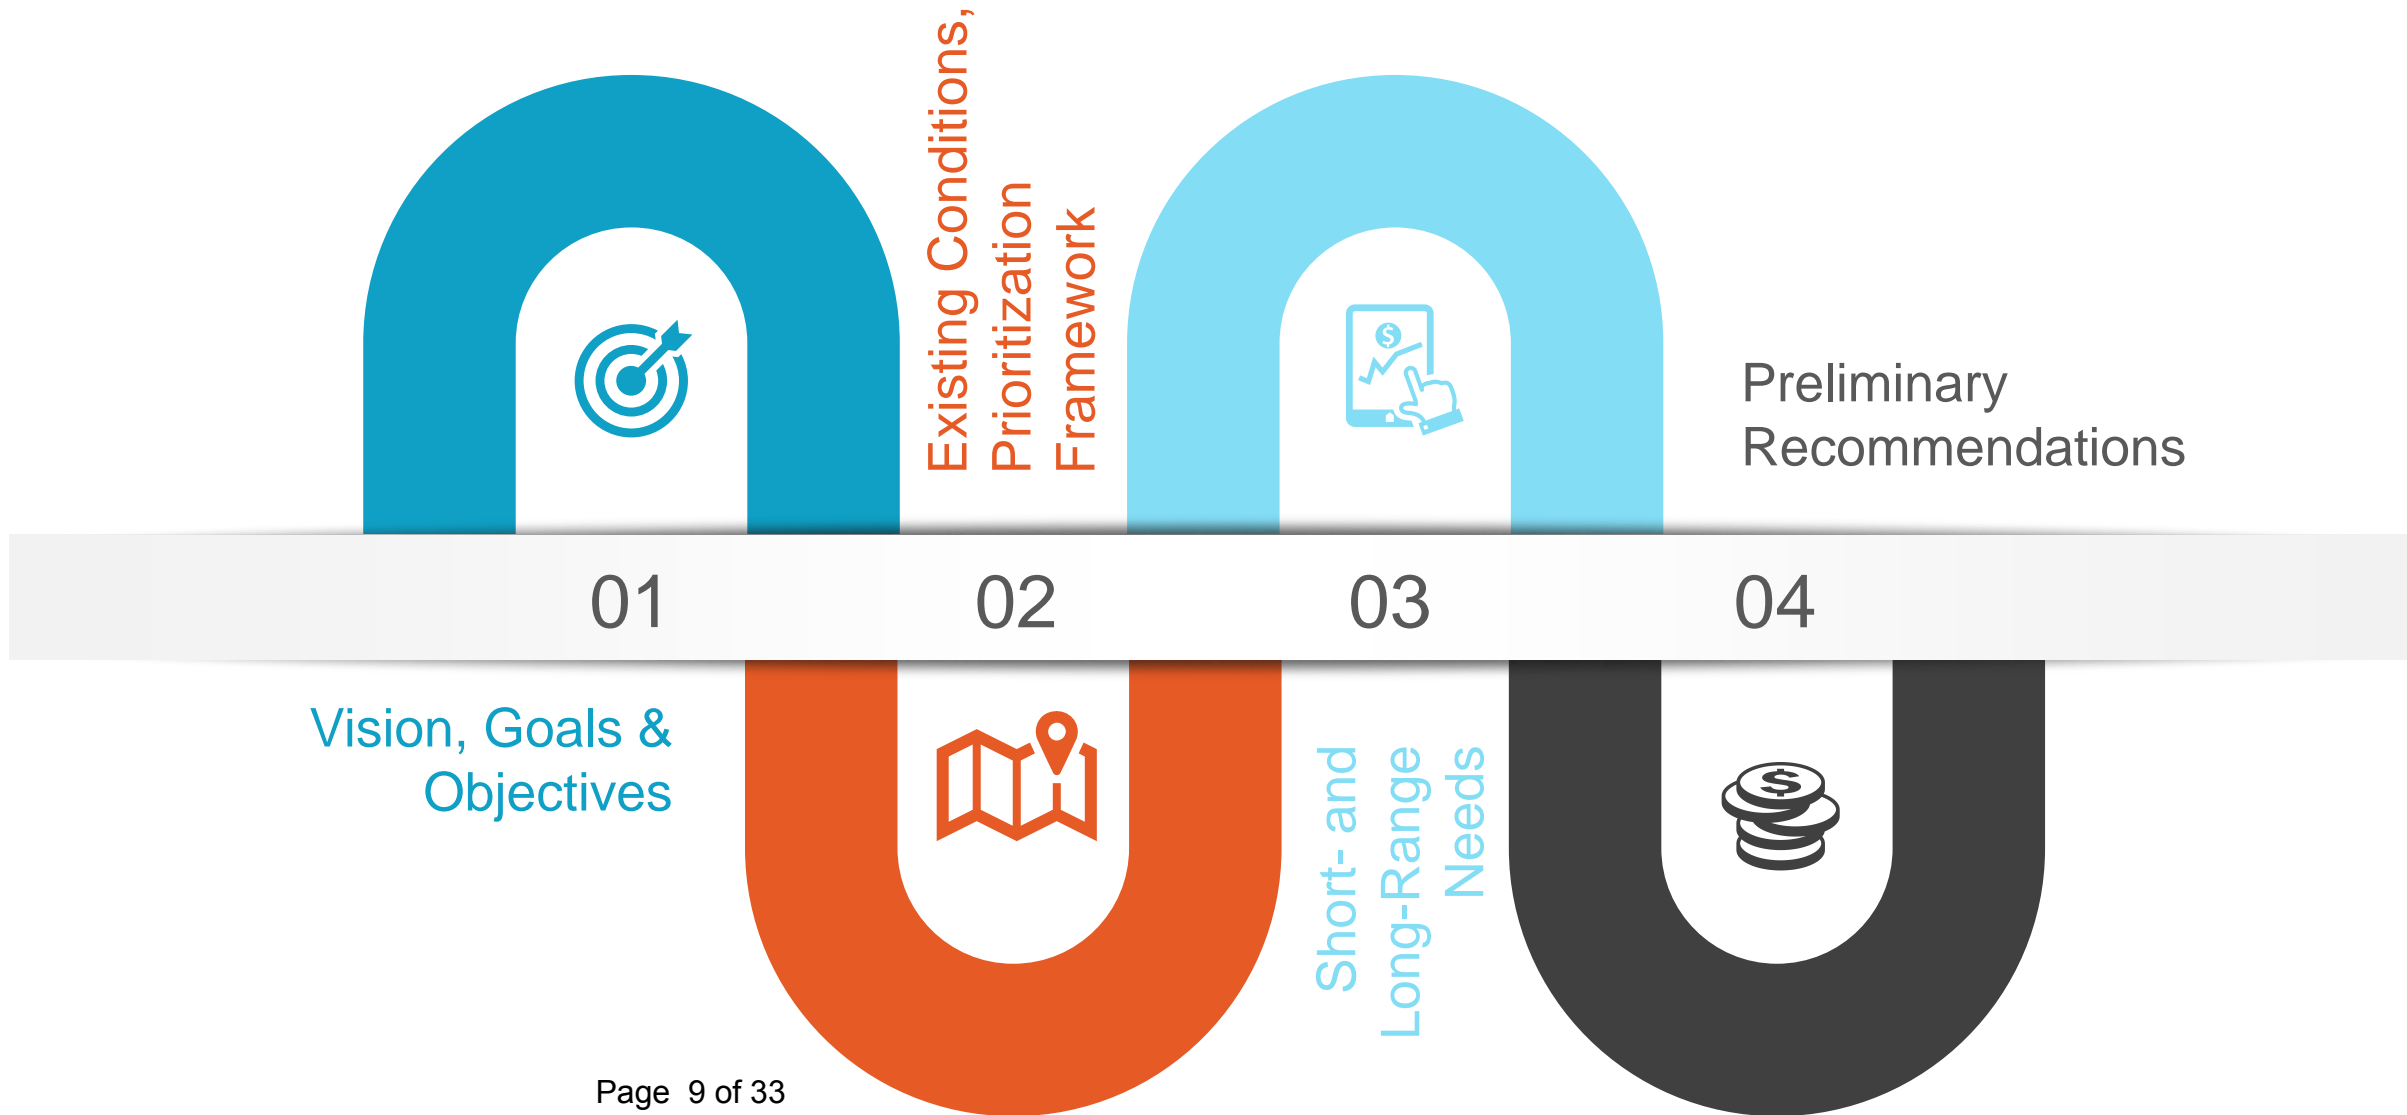 01
Vision, Goals &
Objectives
02
Existing Conditions,
Prioritization
Framework
03
Short- and
Long-Range
Needs
04
Preliminary
Recommendations
$
$
Page 9 of 33